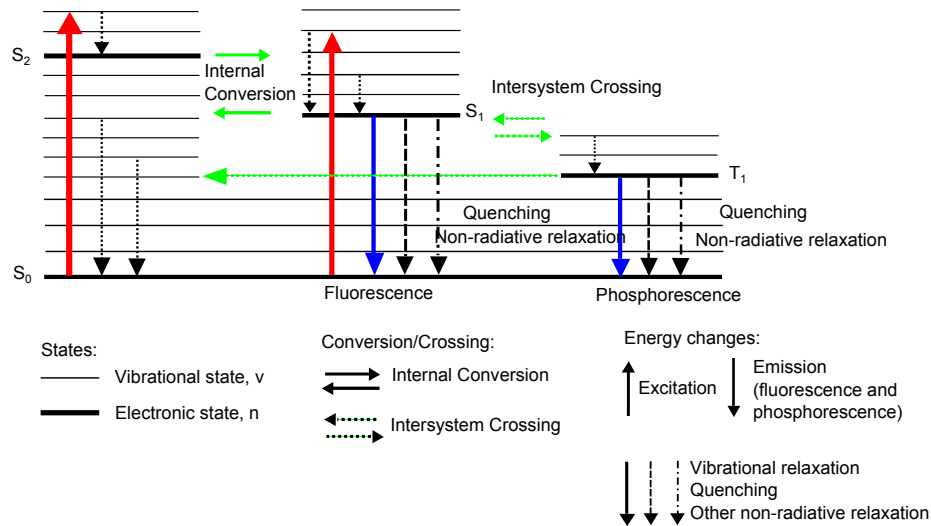 S2
Internal
Conversion
S1
Intersystem Crossing
T1
Quenching
Non-radiative relaxation
Quenching
Non-radiative relaxation
S0
Fluorescence
Phosphorescence
States:
Vibrational state, v
Electronic state, n
Conversion/Crossing:
Internal Conversion
Intersystem Crossing
Energy changes:
Excitation
Emission
(fluorescence and
phosphorescence)
Vibrational relaxation
Quenching
Other non-radiative relaxation